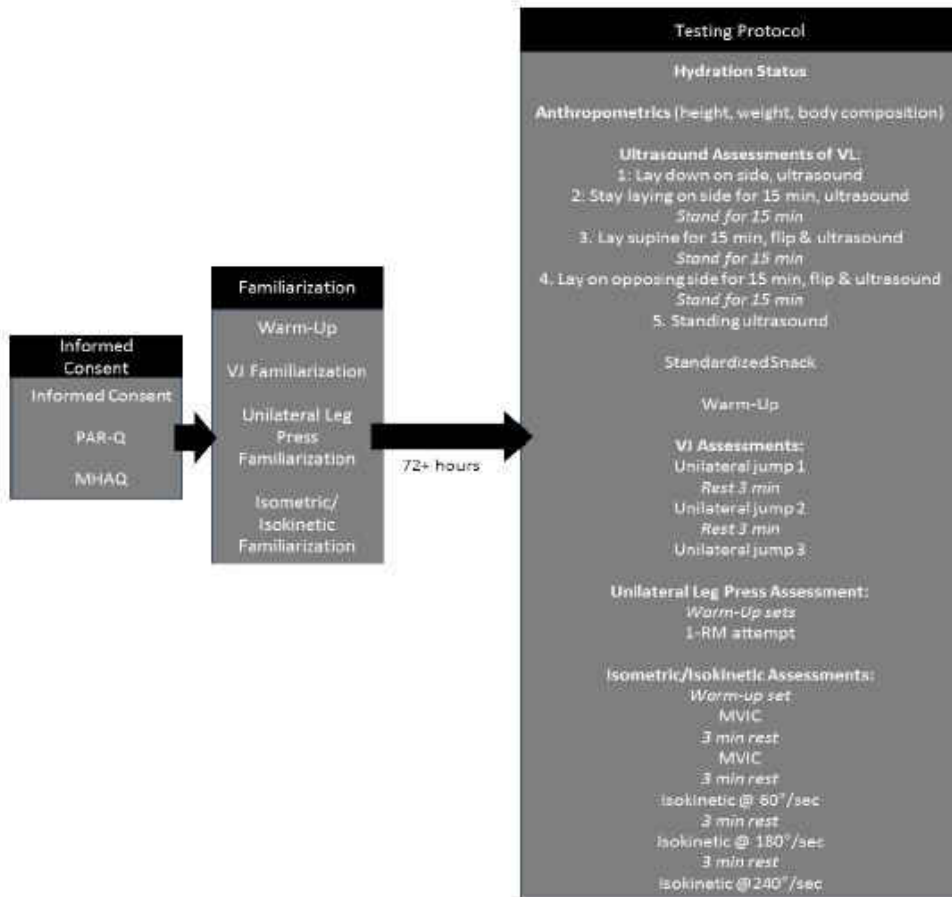 Informed
Consent
Informed Consent
PAR-Q
MHAQ
Familiarization
Warm-Up
VJ Familiarization
Unilateral Leg
Press
Familiarization
Isometric/
Isokinetic
Familiarization
72+ hours
Testing Protocol
Hydration Status
Anthropometrics (height, weight, body composition)
Ultrasound Assessments of VL:
1: Lay down on side, ultrasound
2: Stay laying on side for 15 min, ultrasound
Stand for 15 min
3. Lay supine for 15 min, flip & ultrasound
Stand for 15 min
4. Lay on opposing side for 15 min, flip & ultrasound
Stand for 15 min
5. Standing ultrasound
Standardized Snack
Warm-Up
VJ Assessments:
Unilateral jump 1
Rest 3 min
Unilateral jump 2
Rest 3 min
Unilateral jump 3
Unilateral Leg Press Assessment:
Warm-Up sets
1-RM attempt
Isometric/Isokinetic Assessments:
Warm-up set
MVIC
3 min rest
MVIC
3 min rest
Isokinetic @ 60°/sec
3 min rest
Isokinetic @ 180°/sec
3 min rest
Isokinetic @240°/sec